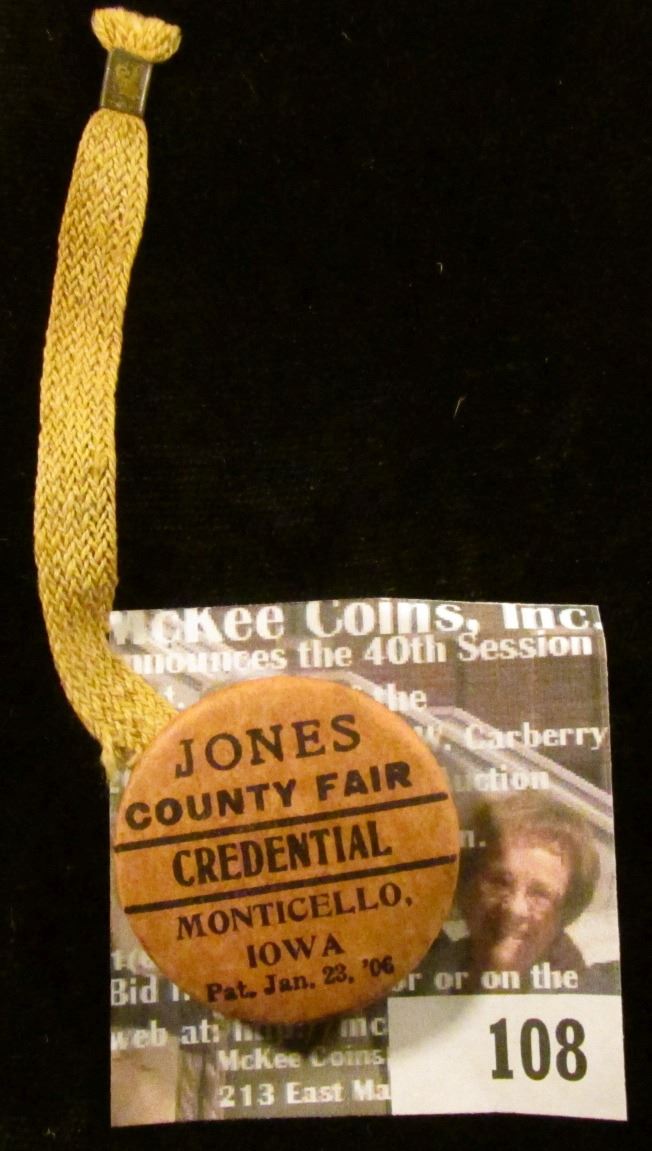 McKee Coins, Inc.
announces the 40th Session
the
W. Carberry
JONES
COUNTY FAIR
CREDENTIAL
MONTICELLO,
IOWA
Pat. Jan. 23, '06
or on the
Bid
web at:
McKee Coins
213 East
108